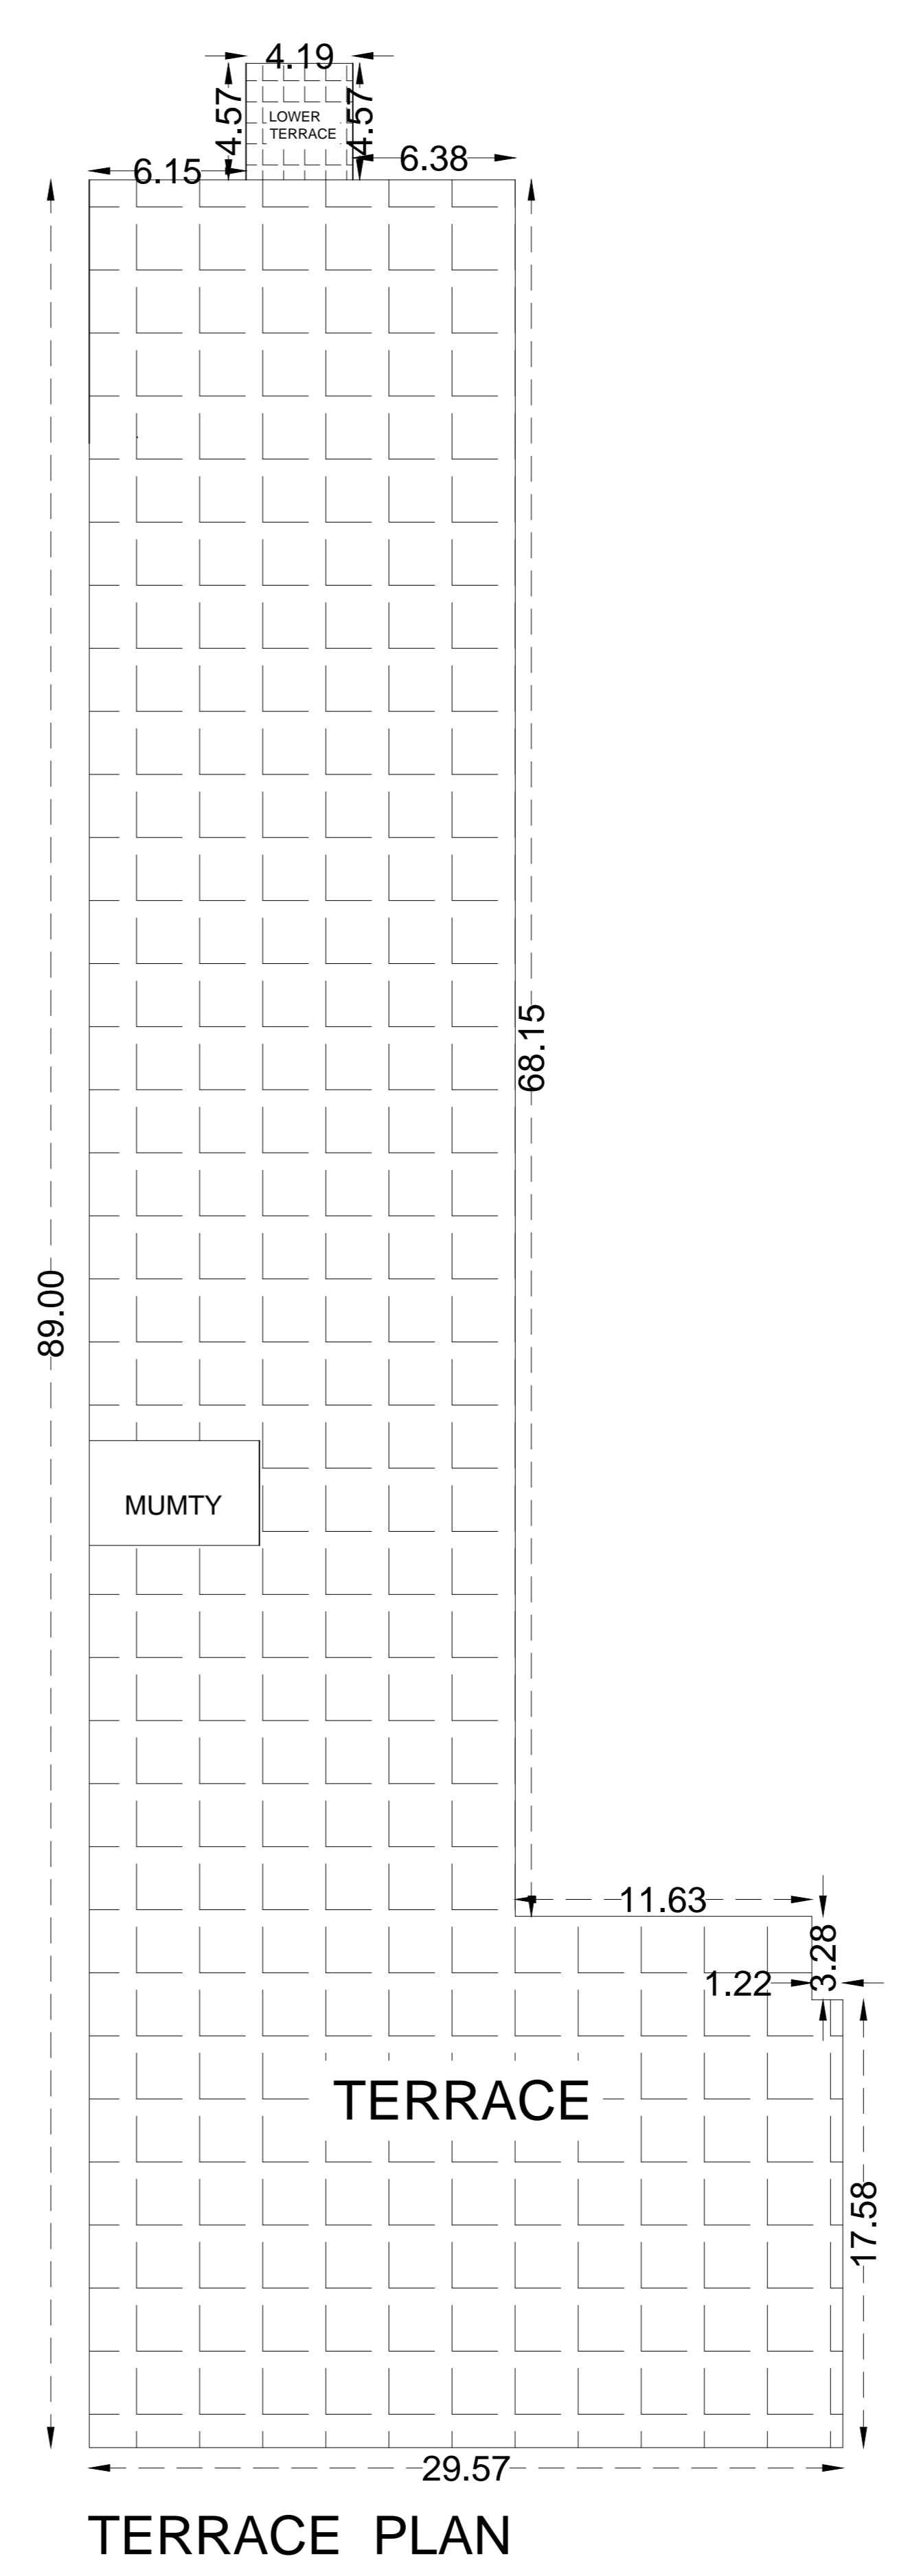 4.19
4.57
4.57
LOWER
TERRACE
6.15
6.38
68.15
89.00
MUMTY
11.63
3.28
1.22
TERRACE
17.58
29.57
TERRACE PLAN